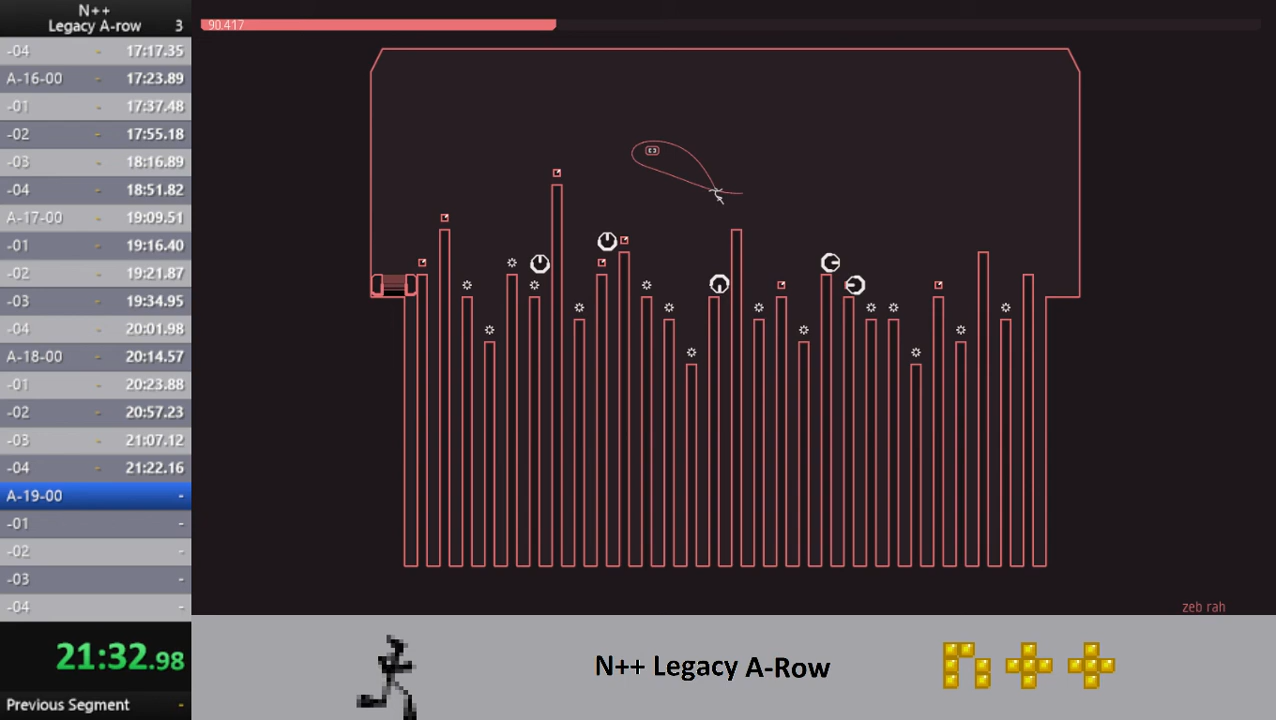 N++
Legacy A-row 3
-04 - 17:17.35
A-16-00 - 17:23.89
-01 - 17:37.48
-02 - 17:55.18
-03 - 18:16.89
-04 - 18:51.82
A-17-00 - 19:09.51
-01 - 19:16.40
-02 - 19:21.87
-03 - 19:34.95
-04 - 20:01.98
A-18-00 - 20:14.57
-01 - 20:23.88
-02 - 20:57.23
-03 - 21:07.12
-04 - 21:22.16
A-19-00 -
-01 -
-02 -
-03 -
-04 -
21:32.98
Previous Segment -
90.417
zeb rah
N++ Legacy A-Row
n++